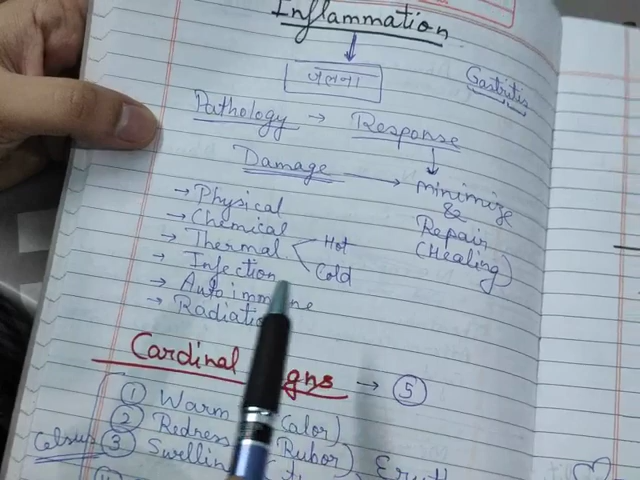 Inflammation
जलना
Gastritis
Pathology → Response
Damage → minimize
&
Repair
(Healing)
→ Physical
→ Chemical
→ Thermal Hot
Cold
→ Infection
→ Autoimmune
→ Radiation
Cardinal Signs → 5
1 Warm (Calor)
2 Redness (Rubor)
Celsus 3 Swelling